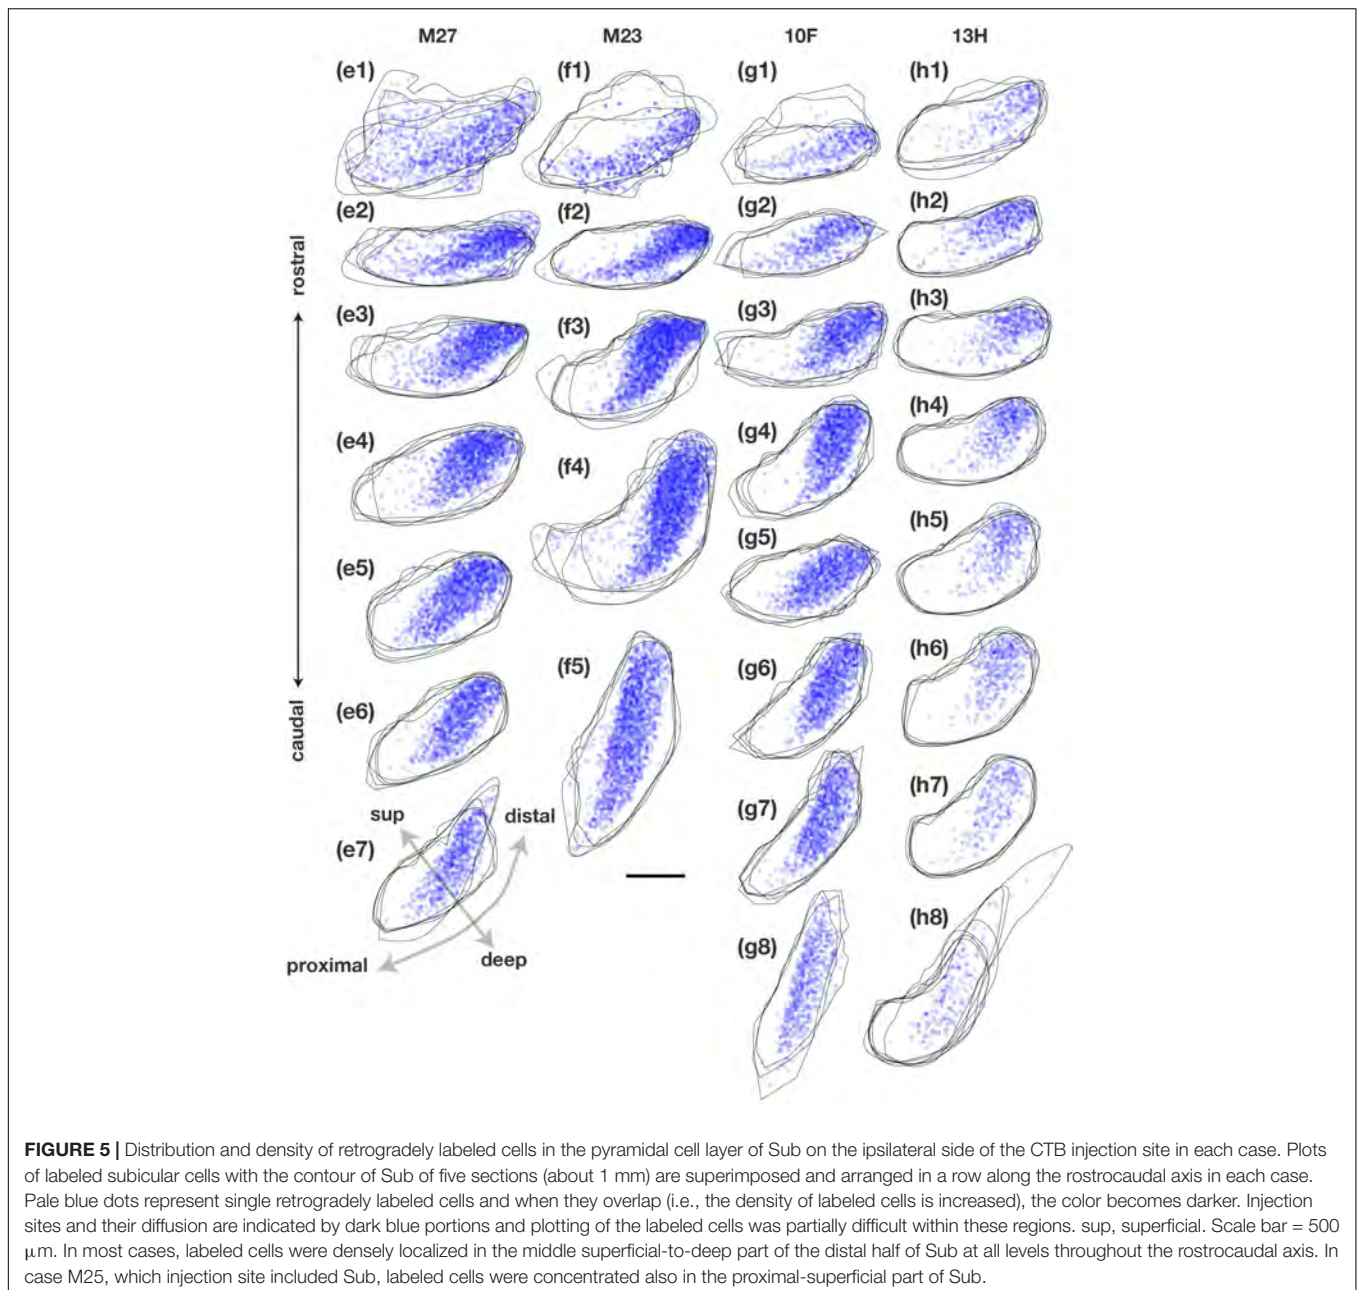 M27 M23 10F 13H
(e1) (f1) (g1) (h1)
(e2) (f2) (g2) (h2)
rostral
(e3) (f3) (g3) (h3)
(e4) (f4) (g4) (h4)
(e5) (g5) (h5)
(e6) (f5) (g6) (h6)
caudal
(e7) (g7) (h7)
sup distal
proximal deep
(g8) (h8)
FIGURE 5 | Distribution and density of retrogradely labeled cells in the pyramidal cell layer of Sub on the ipsilateral side of the CTB injection site in each case. Plots
of labeled subicular cells with the contour of Sub of five sections (about 1 mm) are superimposed and arranged in a row along the rostrocaudal axis in each case.
Pale blue dots represent single retrogradely labeled cells and when they overlap (i.e., the density of labeled cells is increased), the color becomes darker. Injection
sites and their diffusion are indicated by dark blue portions and plotting of the labeled cells was partially difficult within these regions. sup, superficial. Scale bar = 500
μm. In most cases, labeled cells were densely localized in the middle superficial-to-deep part of the distal half of Sub at all levels throughout the rostrocaudal axis. In
case M25, which injection site included Sub, labeled cells were concentrated also in the proximal-superficial part of Sub.